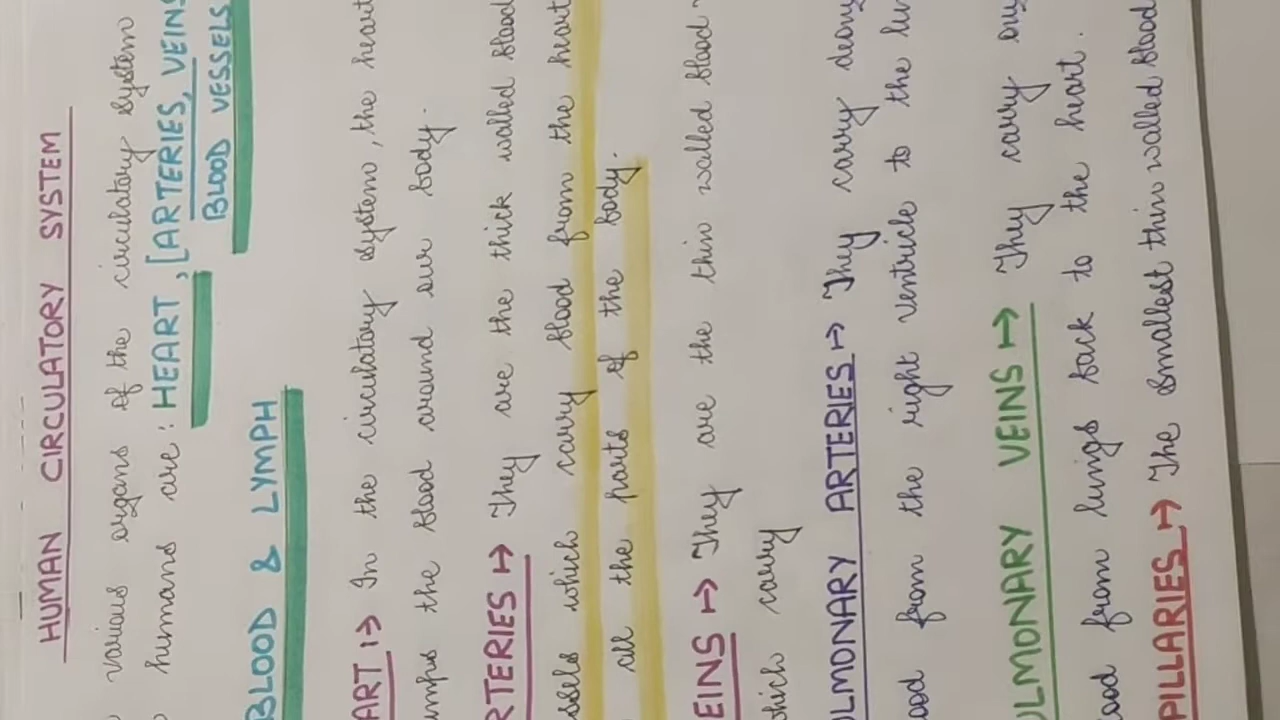 HUMAN CIRCULATORY SYSTEM
various organs of the circulatory system
humans are : HEART , [ARTERIES, VEINS
BLOOD VESSELS
BLOOD & LYMPH
ART :→ In the circulatory system, the heart
umps the blood around our body.
RTERIES ↦ They are the thick walled blood
ssels which carry blood from the heart
all the parts of the body.
EINS ↦ They are the thin walled blood
which carry
ULMONARY ARTERIES ↦ They carry deoxy
ood from the right ventricle to the lun
ULMONARY VEINS ↦ They carry oxy
ood from lungs back to the heart.
PILLARIES ↦ The smallest thin walled blood